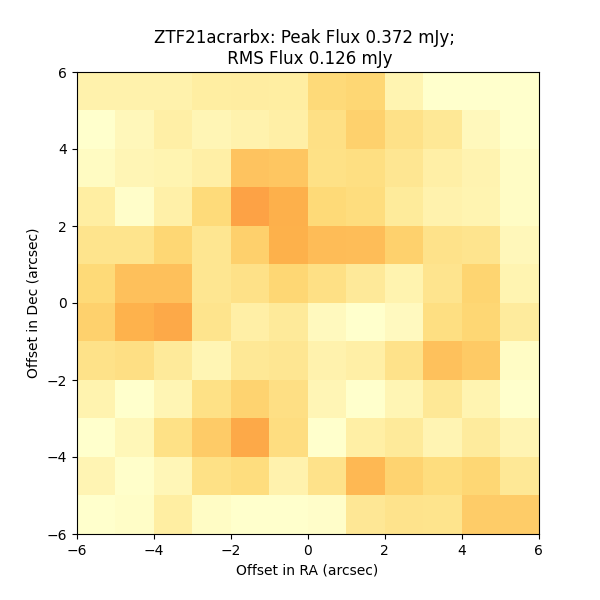 ZTF21acrarbx: Peak Flux 0.372 mJy;
RMS Flux 0.126 mJy
6
4
2
0
−2
−4
−6
Offset in Dec (arcsec)
−6 −4 −2 0 2 4 6
Offset in RA (arcsec)